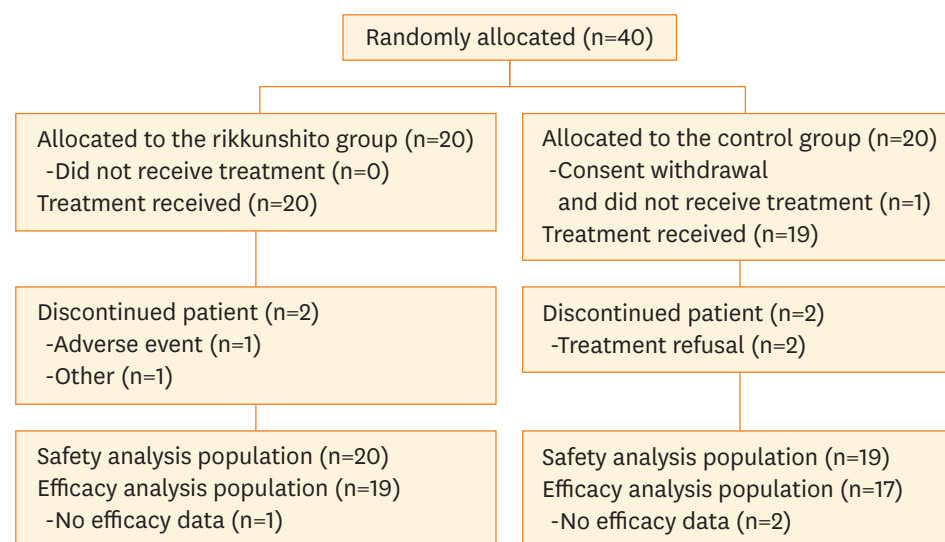 Randomly allocated (n=40)
Allocated to the rikkunshito group (n=20)
-Did not receive treatment (n=0)
Treatment received (n=20)
Allocated to the control group (n=20)
-Consent withdrawal
and did not receive treatment (n=1)
Treatment received (n=19)
Discontinued patient (n=2)
-Adverse event (n=1)
-Other (n=1)
Discontinued patient (n=2)
-Treatment refusal (n=2)
Safety analysis population (n=20)
Efficacy analysis population (n=19)
-No efficacy data (n=1)
Safety analysis population (n=19)
Efficacy analysis population (n=17)
-No efficacy data (n=2)